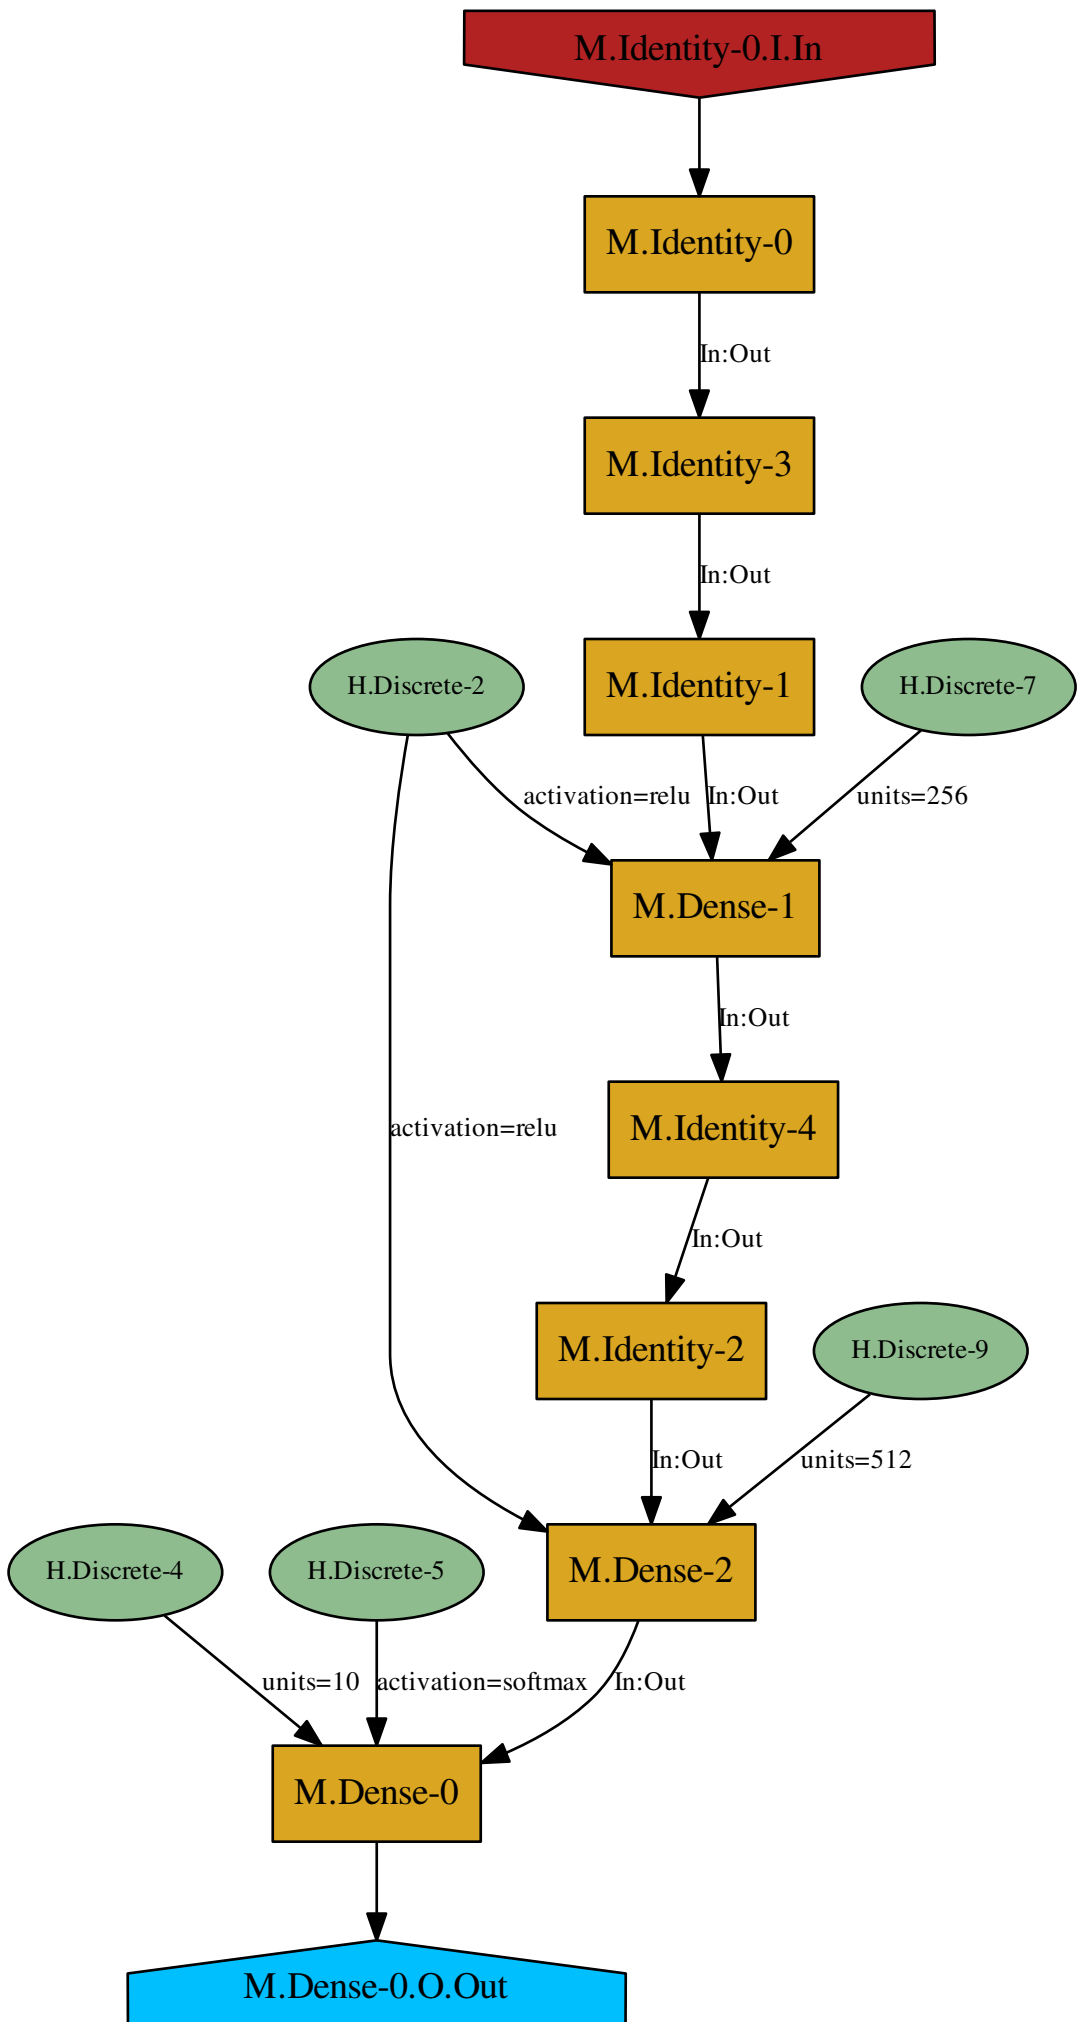 M.Identity-0.I.In
M.Identity-0
In:Out
M.Identity-3
In:Out
H.Discrete-2
M.Identity-1
H.Discrete-7
activation=relu
In:Out
units=256
M.Dense-1
In:Out
activation=relu
M.Identity-4
In:Out
M.Identity-2
H.Discrete-9
In:Out
units=512
H.Discrete-4
H.Discrete-5
M.Dense-2
units=10
activation=softmax
In:Out
M.Dense-0
M.Dense-0.O.Out